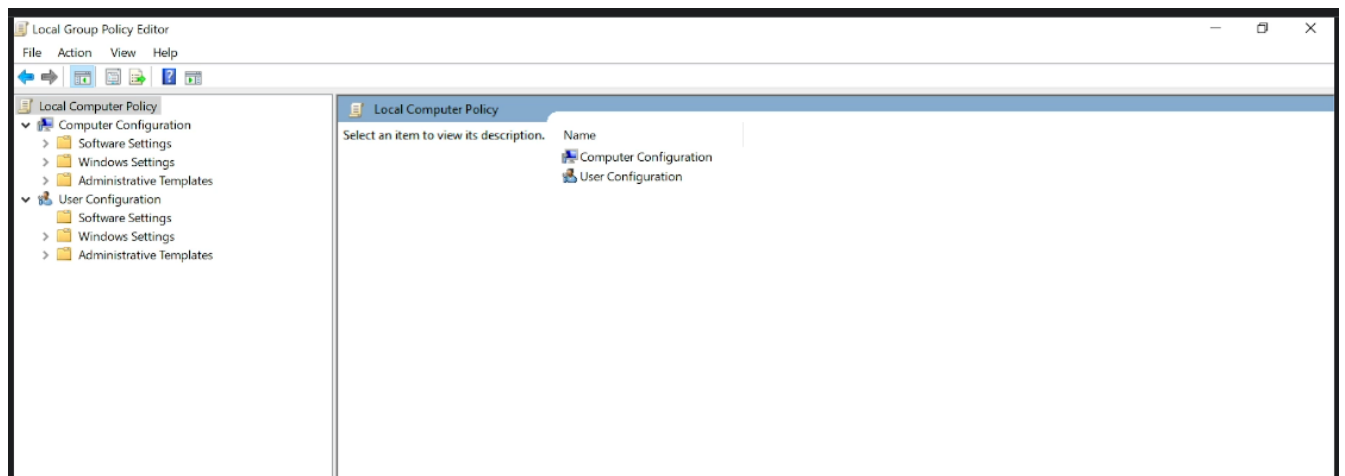 Local Group Policy Editor
File Action View Help
Local Computer Policy
Computer Configuration
Software Settings
Windows Settings
Administrative Templates
User Configuration
Software Settings
Windows Settings
Administrative Templates
Local Computer Policy
Select an item to view its description.
Name
Computer Configuration
User Configuration